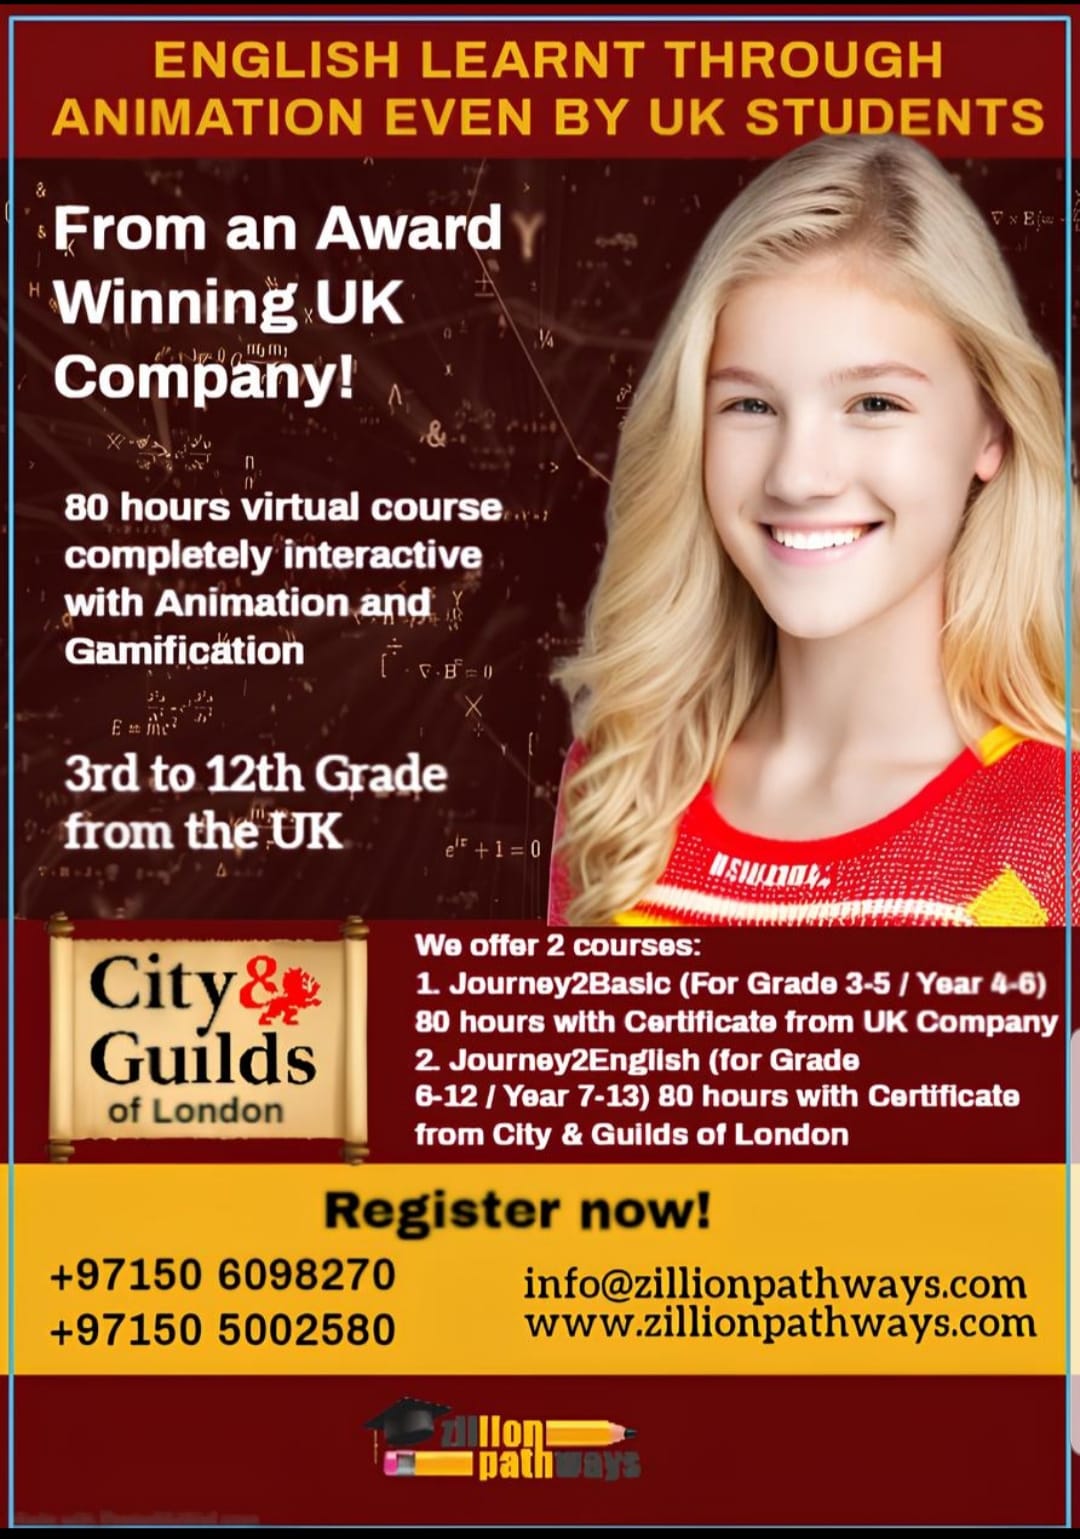 ENGLISH LEARNT THROUGH
ANIMATION EVEN BY UK STUDENTS
From an Award
Winning UK
Company!
80 hours virtual course
completely interactive
with Animation and
Gamification
3rd to 12th Grade
from the UK
City &
Guilds
of London
We offer 2 courses:
1. Journey2Basic (For Grade 3-5 / Year 4-6)
80 hours with Certificate from UK Company
2. Journey2English (for Grade
6-12 / Year 7-13) 80 hours with Certificate
from City & Guilds of London
Register now!
+97150 6098270
+97150 5002580
info@zillionpathways.com
www.zillionpathways.com
zillion
pathways